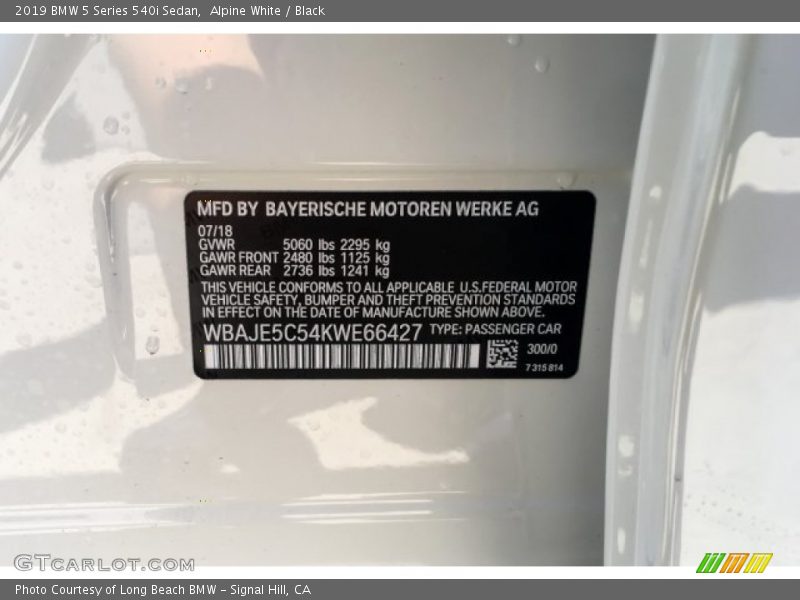 2019 BMW 5 Series 540i Sedan,  Alpine White / Black
MFD BY BAYERISCHE MOTOREN WERKE AG
07/18
GVWR 5060 lbs 2295 kg
GAWR FRONT 2480 lbs 1125 kg
GAWR REAR 2736 lbs 1241 kg
THIS VEHICLE CONFORMS TO ALL APPLICABLE U.S.FEDERAL MOTOR
VEHICLE SAFETY, BUMPER AND THEFT PREVENTION STANDARDS
IN EFFECT ON THE DATE OF MANUFACTURE SHOWN ABOVE.
WBAJE5C54KWE66427 TYPE: PASSENGER CAR
300/0
7 315 814
GTCARLOT.COM
Photo Courtesy of Long Beach BMW - Signal Hill, CA